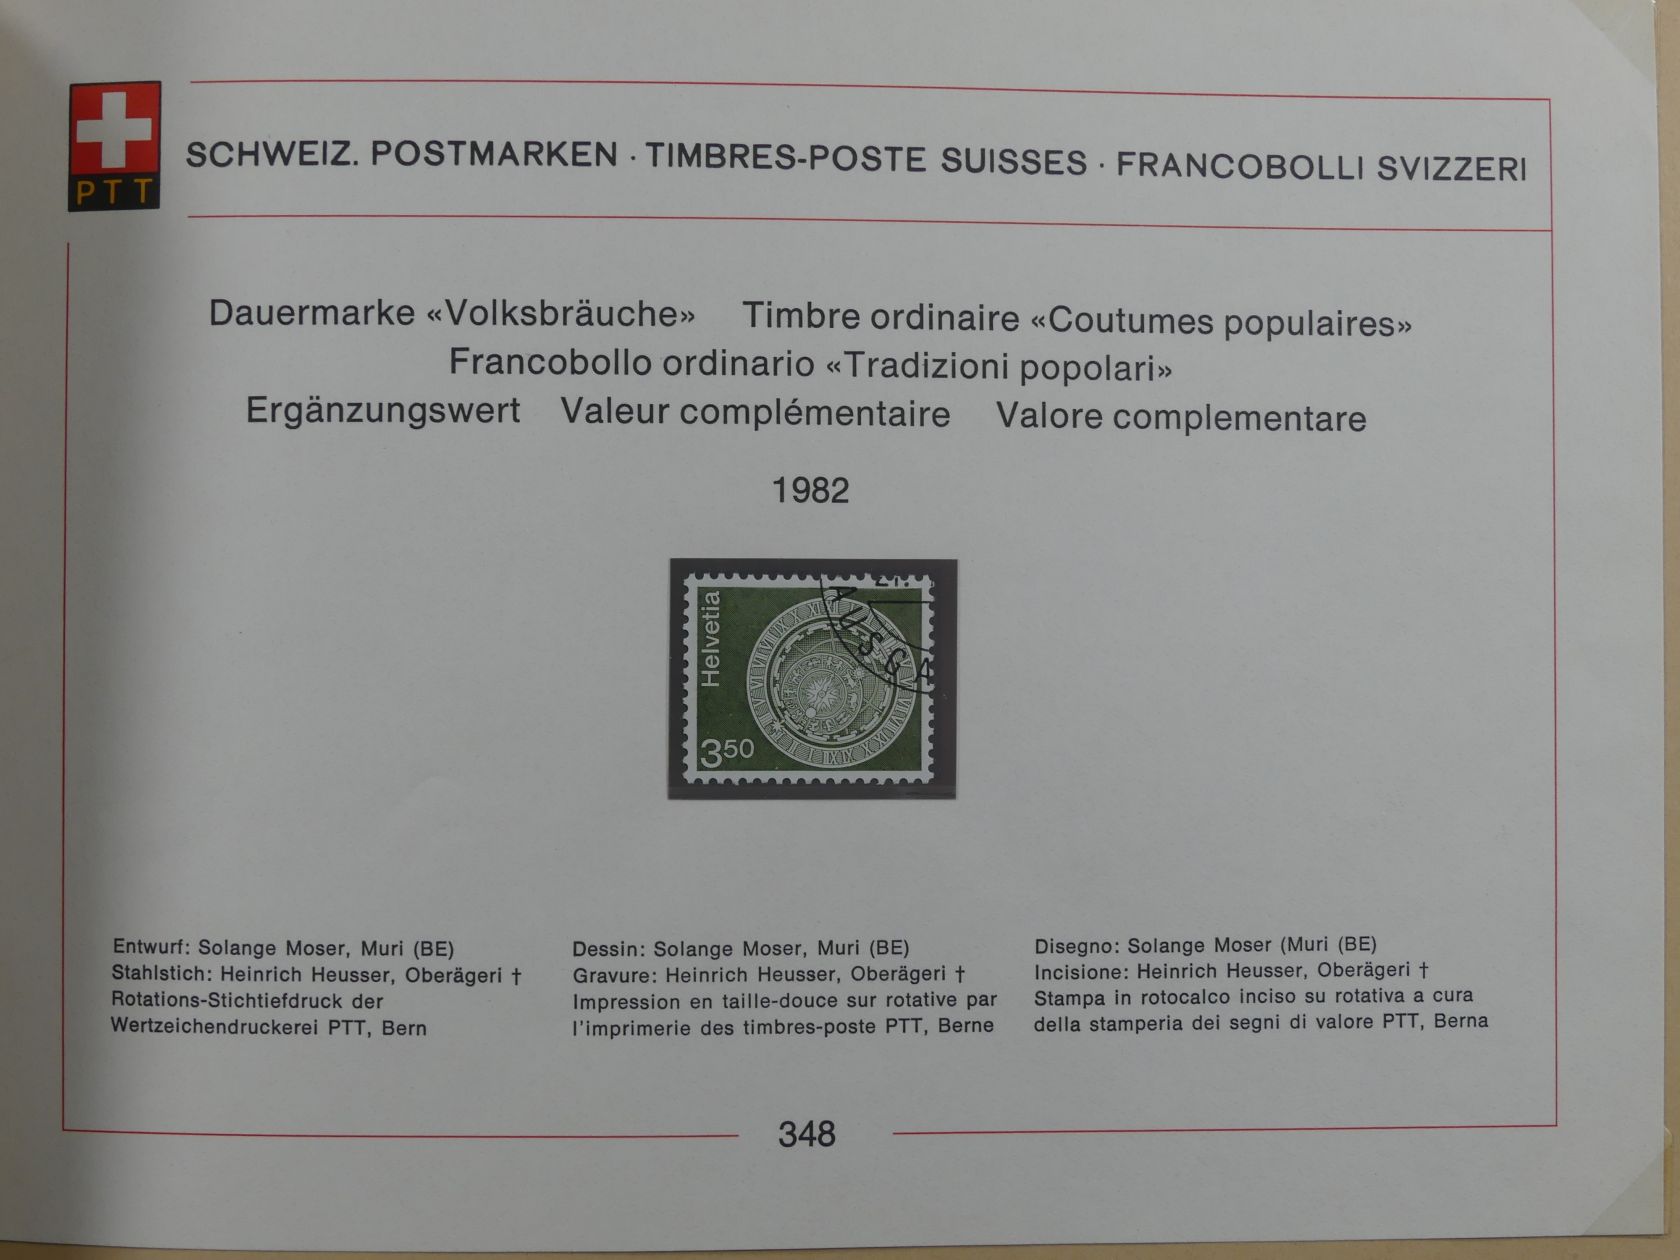 PTT
SCHWEIZ. POSTMARKEN · TIMBRES-POSTE SUISSES · FRANCOBOLLI SVIZZERI
Dauermarke «Volksbräuche» Timbre ordinaire «Coutumes populaires»
Francobollo ordinario «Tradizioni popolari»
Ergänzungswert Valeur complémentaire Valore complementare
1982
Helvetia
350
AUSGA
Entwurf: Solange Moser, Muri (BE)
Stahlstich: Heinrich Heusser, Oberägeri †
Rotations-Stichtiefdruck der
Wertzeichendruckerei PTT, Bern
Dessin: Solange Moser, Muri (BE)
Gravure: Heinrich Heusser, Oberägeri †
Impression en taille-douce sur rotative par
l'imprimerie des timbres-poste PTT, Berne
Disegno: Solange Moser (Muri (BE)
Incisione: Heinrich Heusser, Oberägeri †
Stampa in rotocalco inciso su rotativa a cura
della stamperia dei segni di valore PTT, Berna
348